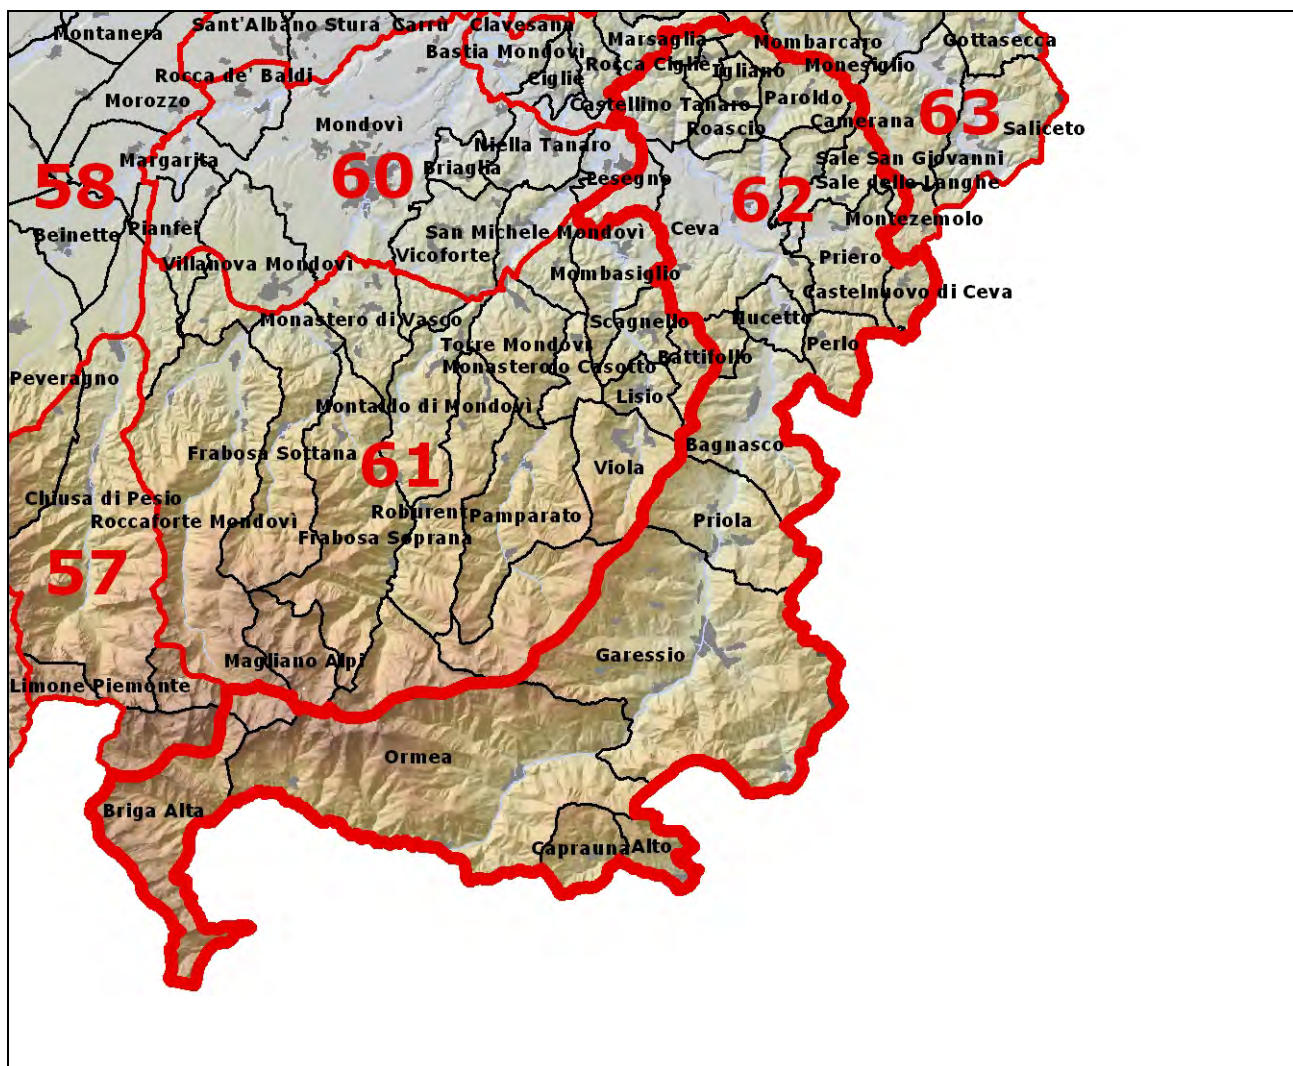 Sant'Albano Stura
Carrù
Clavesana
Montanera
Marsaglia
Mombarcaro
Gottasecca
Bastia Mondovì
Rocca Cigliè
Igliano
Monesiglio
Rocca de' Baldi
Cigliè
Morozzo
Castellino Tanaro
Paroldo
63
Mondovì
Roascio
Camerana
Saliceto
Niella Tanaro
Margarita
Briaglia
Sale San Giovanni
58
60
Lesegno
62
Sale delle Langhe
Beinette
Pianfei
San Michele Mondovì
Ceva
Montezemolo
Vicoforte
Villanova Mondovì
Priero
Mombasiglio
Castelnuovo di Ceva
Monastero di Vasco
Scagnello
Nucetto
Torre Mondovì
Perlo
Battifollo
Monasterolo Casotto
Peveragno
Lisio
Montaldo di Mondovì
Bagnasco
Frabosa Sottana
61
Viola
Chiusa di Pesio
Roccaforte Mondovì
Roburent
Pamparato
Priola
Frabosa Soprana
57
Magliano Alpi
Garessio
Limone Piemonte
Ormea
Briga Alta
Caprauna
Alto